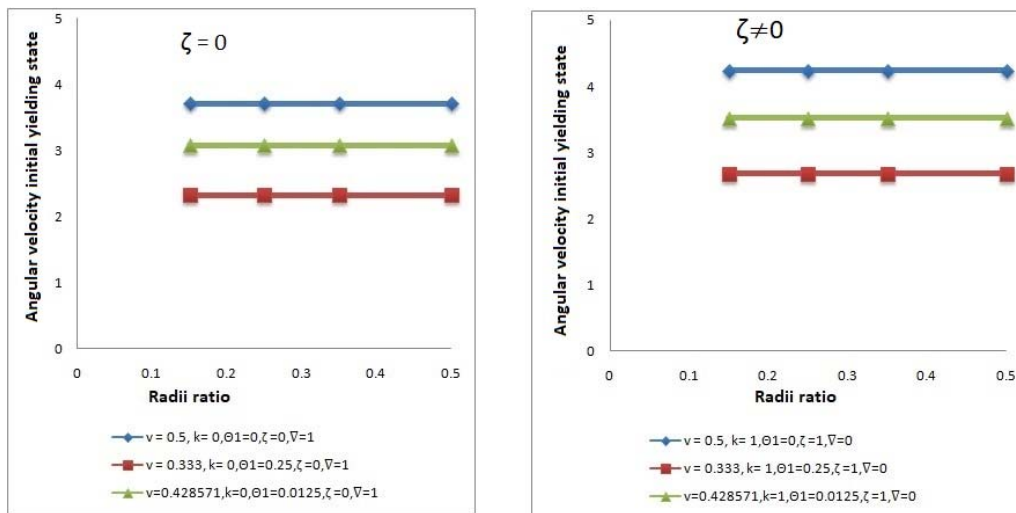 ζ = 0
Angular velocity initial yielding state
5
4
3
2
1
0
0 0.1 0.2 0.3 0.4 0.5
Radii ratio
v = 0.5, k= 0,Θ1=0,ζ=0,∇=1
v = 0.333, k= 0,Θ1=0.25,ζ=0,∇=1
v=0.428571,k=0,Θ1=0.0125,ζ=0,∇=1
ζ≠0
Angular velocity initial yielding state
5
4
3
2
1
0
0 0.1 0.2 0.3 0.4 0.5
Radii ratio
v = 0.5, k= 1,Θ1=0,ζ=1,∇=0
v = 0.333, k= 1,Θ1=0.25,ζ=1,∇=0
v=0.428571,k=1,Θ1=0.0125,ζ=1,∇=0